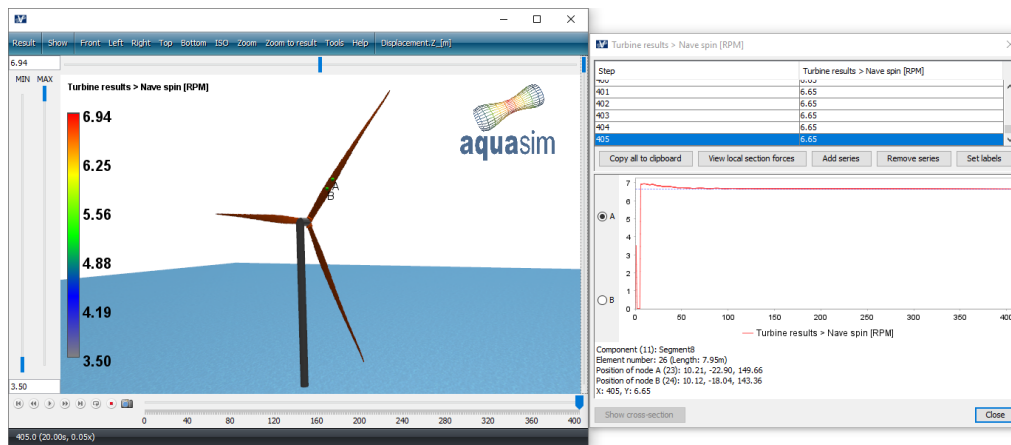 Result Show Front Left Right Top Bottom ISO Zoom Zoom to result Tools Help Displacement.Z_[m]
6.94
MIN MAX
Turbine results > Nave spin [RPM]
6.94
6.25
5.56
4.88
4.19
3.50
aquasim
A
B
3.50
0 40 80 120 160 200 240 280 320 360 400
405.0 (20.00s, 0.05x)
Turbine results > Nave spin [RPM]
Step Turbine results > Nave spin [RPM]
400 6.65
401 6.65
402 6.65
403 6.65
404 6.65
405 6.65
Copy all to clipboard View local section forces Add series Remove series Set labels
A
B
7
6
5
4
3
2
1
0
0 50 100 150 200 250 300 350 400
Turbine results > Nave spin [RPM]
Component (11): Segment8
Element number: 26 (Length: 7.95m)
Position of node A (23): 10.21, -22.90, 149.66
Position of node B (24): 10.12, -18.04, 143.36
X: 405, Y: 6.65
Show cross-section Close